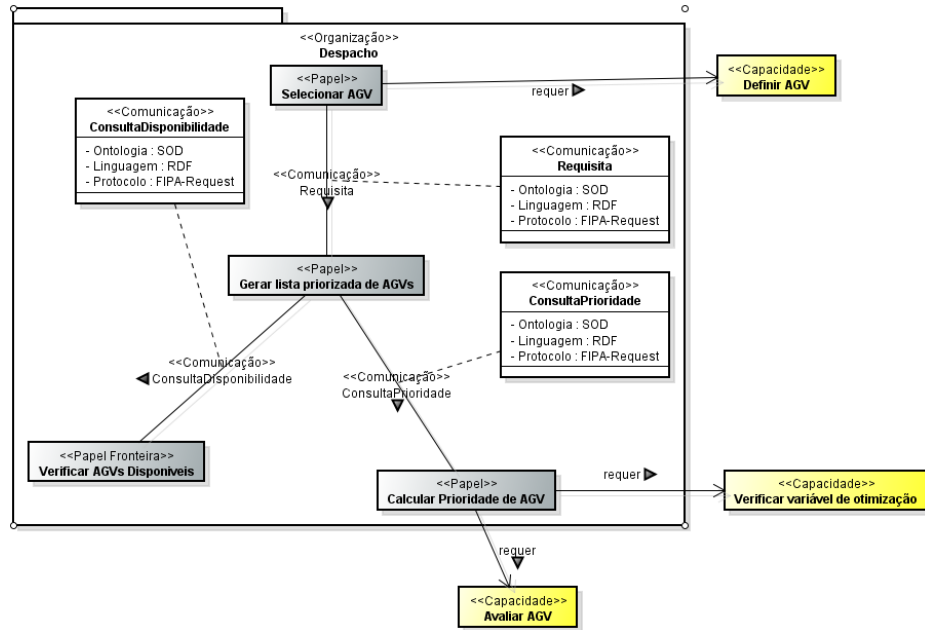 <<Organização>>
Despacho
<<Papel>>
Selecionar AGV
requer
<<Capacidade>>
Definir AGV
<<Comunicação>>
ConsultaDisponibilidade
- Ontologia : SOD
- Linguagem : RDF
- Protocolo : FIPA-Request
<<Comunicação>>
Requisita
<<Comunicação>>
Requisita
- Ontologia : SOD
- Linguagem : RDF
- Protocolo : FIPA-Request
<<Papel>>
Gerar lista priorizada de AGVs
<<Comunicação>>
ConsultaPrioridade
- Ontologia : SOD
- Linguagem : RDF
- Protocolo : FIPA-Request
<<Comunicação>>
ConsultaDisponibilidade
<<Comunicação>>
ConsultaPrioridade
<<Papel Fronteira>>
Verificar AGVs Disponiveis
<<Papel>>
Calcular Prioridade de AGV
requer
<<Capacidade>>
Verificar variável de otimização
requer
<<Capacidade>>
Avaliar AGV